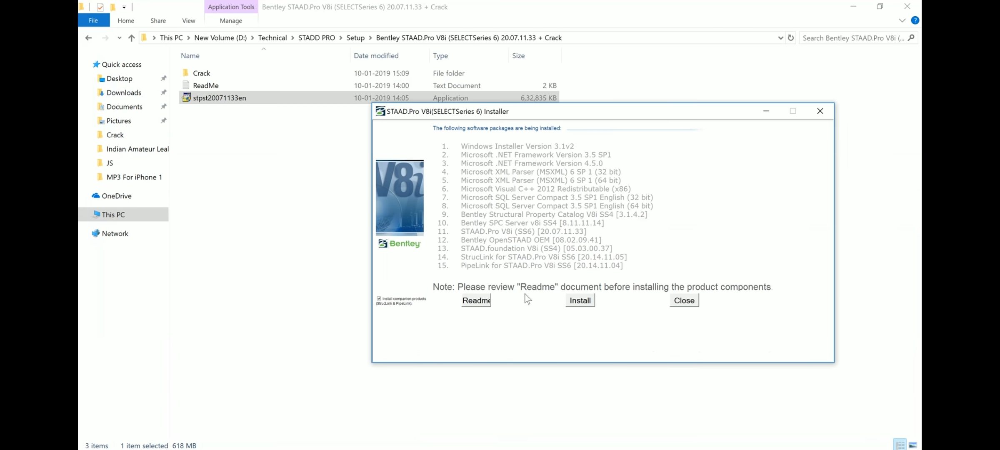 Application Tools
Bentley STAAD.Pro V8i (SELECTSeries 6) 20.07.11.33 + Crack
File
Home
Share
View
Manage
?
This PC
New Volume (D:)
Technical
STADD PRO
Setup
Bentley STAAD.Pro V8i (SELECTSeries 6) 20.07.11.33 + Crack
Search Bentley STAAD.Pro V8i (...
Name
Date modified
Type
Size
Quick access
Desktop
Downloads
Documents
Pictures
Crack
Indian Amateur Leal
JS
MP3 For iPhone 1
OneDrive
This PC
Network
Crack 10-01-2019 15:09 File folder
ReadMe 10-01-2019 14:00 Text Document 2 KB
stpst20071133en 10-01-2019 14:05 Application 6,32,835 KB
STAAD.Pro V8i(SELECTSeries 6) Installer
The following software packages are being installed:
1. Windows Installer Version 3.1v2
2. Microsoft .NET Framework Version 3.5 SP1
3. Microsoft .NET Framework Version 4.5.0
4. Microsoft XML Parser (MSXML) 6 SP 1 (32 bit)
5. Microsoft XML Parser (MSXML) 6 SP 1 (64 bit)
6. Microsoft Visual C++ 2012 Redistributable (x86)
7. Microsoft SQL Server Compact 3.5 SP1 English (32 bit)
8. Microsoft SQL Server Compact 3.5 SP1 English (64 bit)
9. Bentley Structural Property Catalog V8i SS4 [3.1.4.2]
10. Bentley SPC Server v8i SS4 [8.11.11.14]
11. STAAD.Pro V8i (SS6) [20.07.11.33]
12. Bentley OpenSTAAD OEM [08.02.09.41]
13. STAAD.foundation V8i (SS4) [05.03.00.37]
14. StrucLink for STAAD.Pro V8i SS6 [20.14.11.05]
15. PipeLink for STAAD.Pro V8i SS6 [20.14.11.04]
V8i
Bentley
Note: Please review "Readme" document before installing the product components.
Install companion products
(StrucLink & PipeLink).
Readme
Install
Close
3 items
1 item selected 618 MB